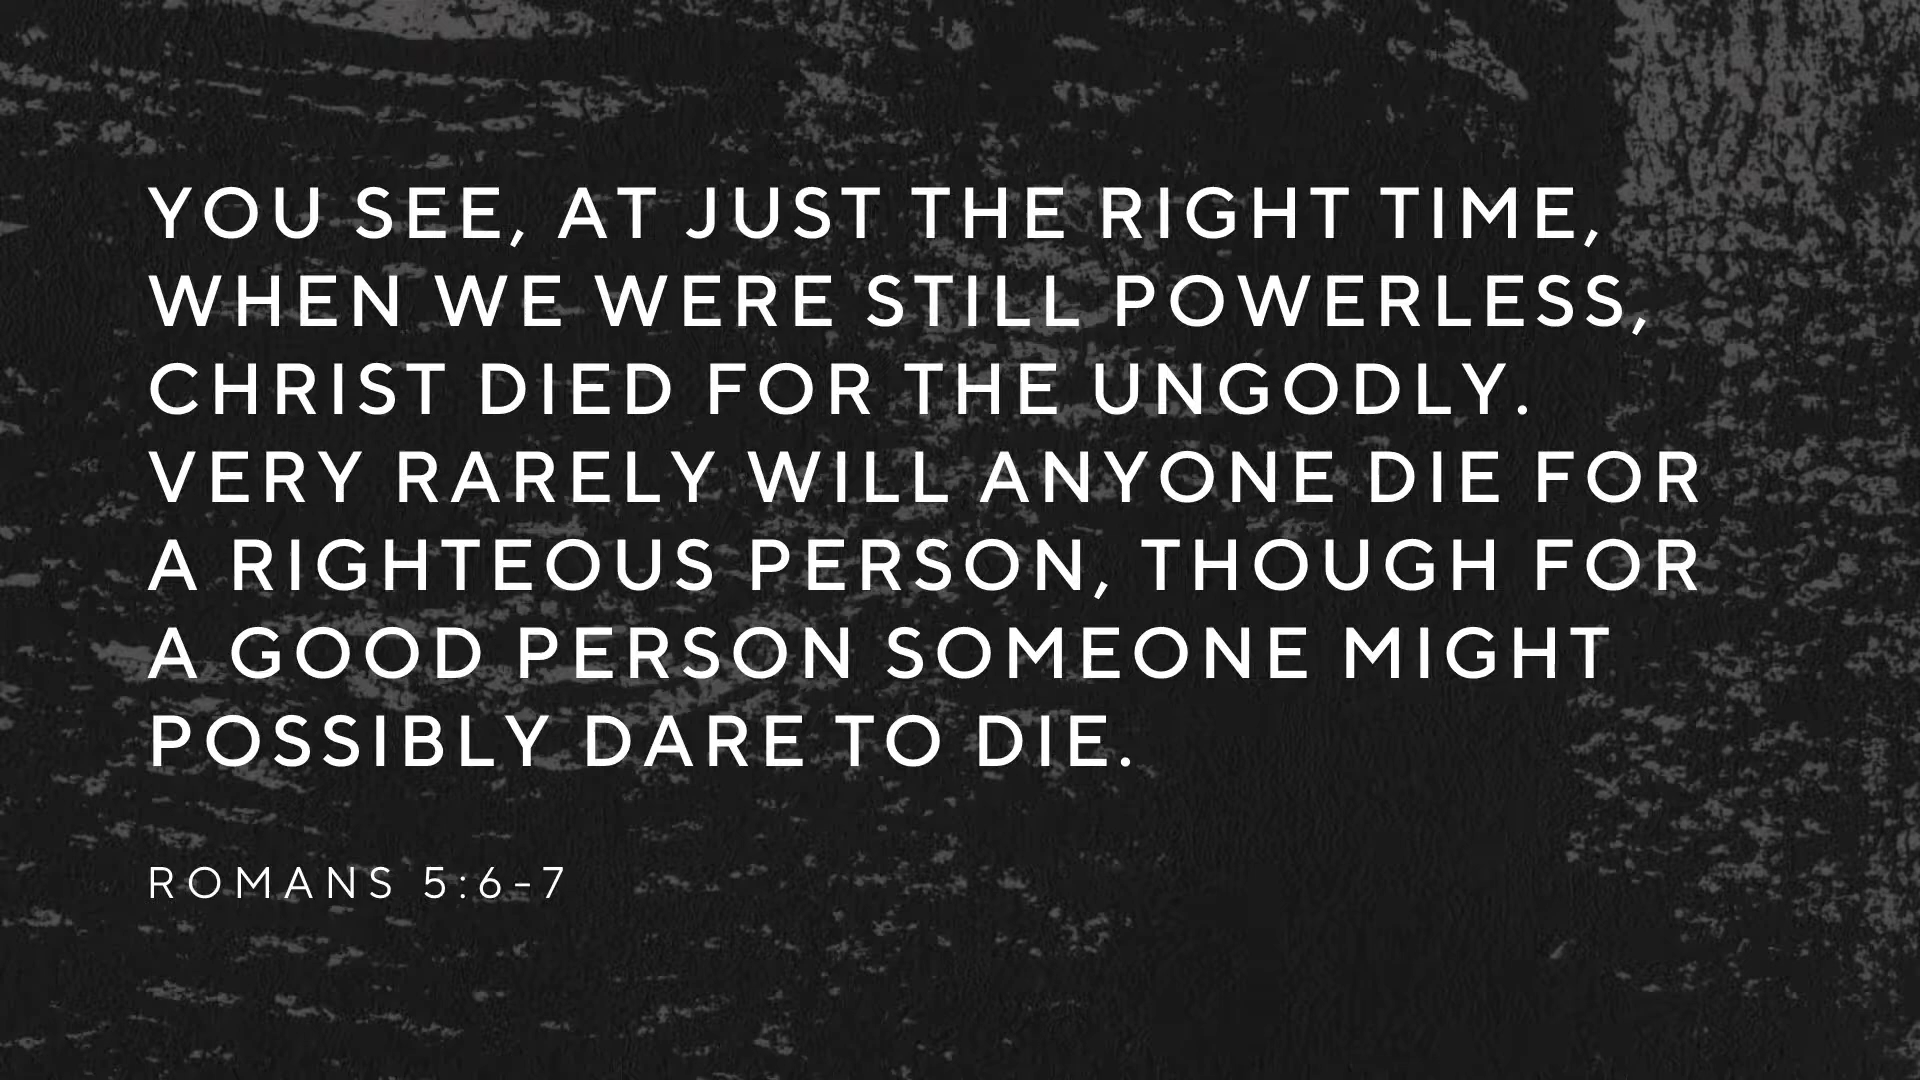 YOU SEE, AT JUST THE RIGHT TIME,
WHEN WE WERE STILL POWERLESS,
CHRIST DIED FOR THE UNGODLY.
VERY RARELY WILL ANYONE DIE FOR
A RIGHTEOUS PERSON, THOUGH FOR
A GOOD PERSON SOMEONE MIGHT
POSSIBLY DARE TO DIE.
ROMANS 5:6-7